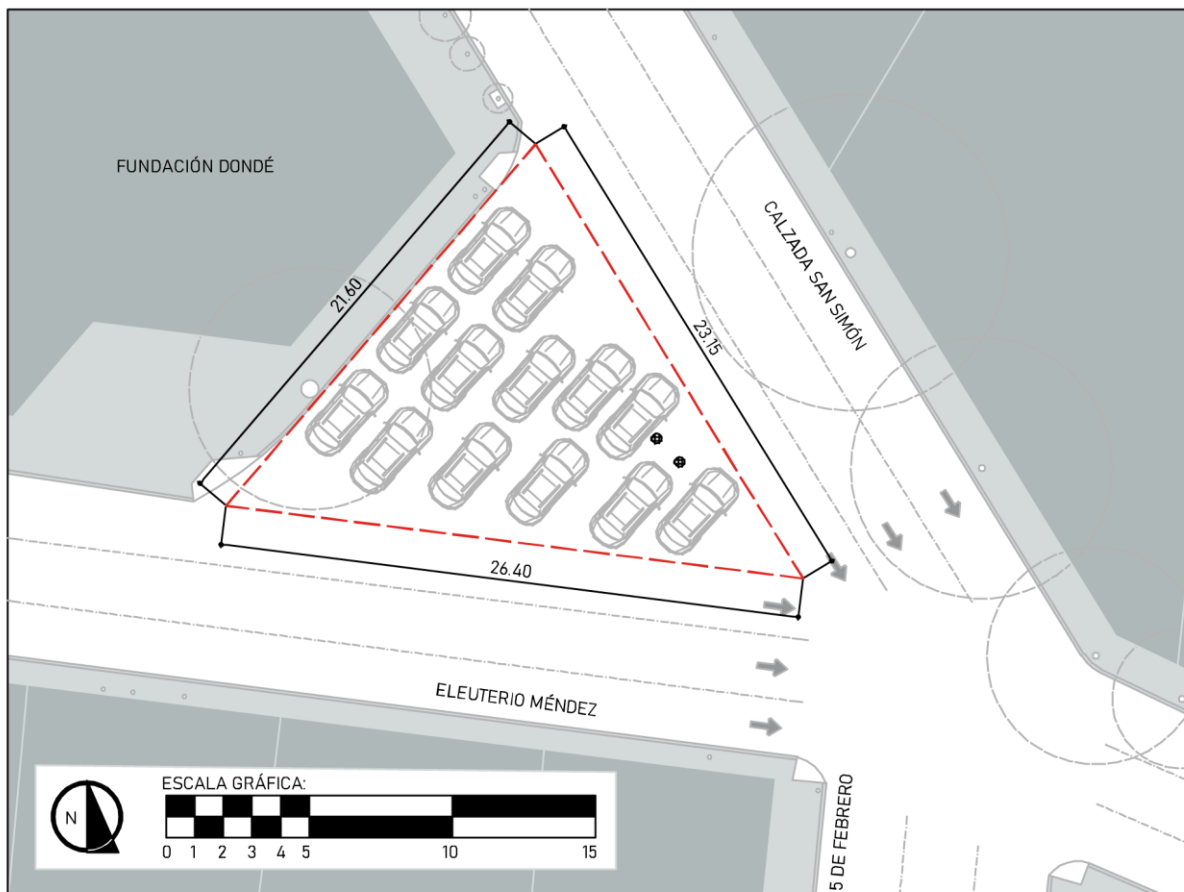 FUNDACIÓN DONDÉ
CALZADA SAN SIMÓN
21.60
23.15
26.40
ELEUTERIO MÉNDEZ
5 DE FEBRERO
N
ESCALA GRÁFICA:
0 1 2 3 4 5 10 15